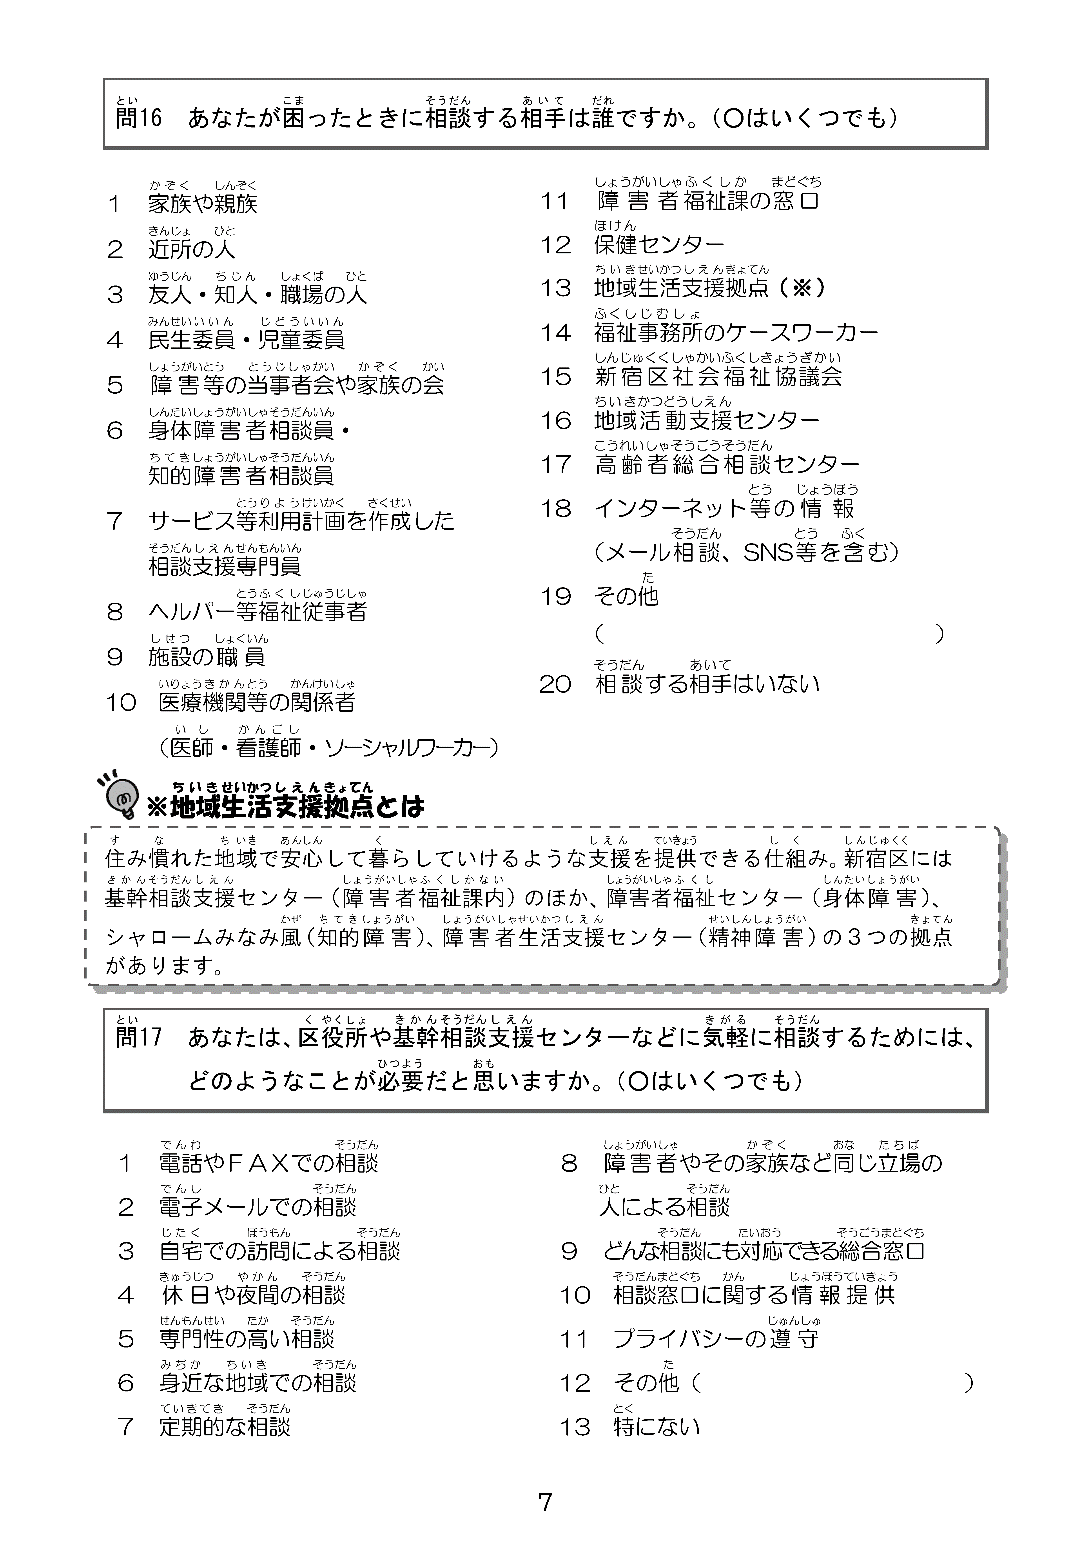 問16　あなたが困ったときに相談する相手は誰ですか。（〇はいくつでも）
1　家族や親族
2　近所の人
3　友人・知人・職場の人
4　民生委員・児童委員
5　障害等の当事者会や家族の会
6　身体障害者相談員・
知的障害者相談員
7　サービス等利用計画を作成した
相談支援専門員
8　ヘルパー等福祉従事者
9　施設の職員
10　医療機関等の関係者
（医師・看護師・ソーシャルワーカー）
11　障害者福祉課の窓口
12　保健センター
13　地域生活支援拠点（※）
14　福祉事務所のケースワーカー
15　新宿区社会福祉協議会
16　地域活動支援センター
17　高齢者総合相談センター
18　インターネット等の情報
（メール相談、SNS等を含む）
19　その他
（　　　　　　　　　　　　　　　）
20　相談する相手はいない
※地域生活支援拠点とは
住み慣れた地域で安心して暮らしていけるような支援を提供できる仕組み。新宿区には
基幹相談支援センター（障害者福祉課内）のほか、障害者福祉センター（身体障害）、
シャロームみなみ風（知的障害）、障害者生活支援センター（精神障害）の３つの拠点
があります。
問17　あなたは、区役所や基幹相談支援センターなどに気軽に相談するためには、
どのようなことが必要だと思いますか。（〇はいくつでも）
1　電話やＦＡＸでの相談
2　電子メールでの相談
3　自宅での訪問による相談
4　休日や夜間の相談
5　専門性の高い相談
6　身近な地域での相談
7　定期的な相談
8　障害者やその家族など同じ立場の
人による相談
9　どんな相談にも対応できる総合窓口
10　相談窓口に関する情報提供
11　プライバシーの遵守
12　その他（　　　　　　　　　　　　）
13　特にない
7